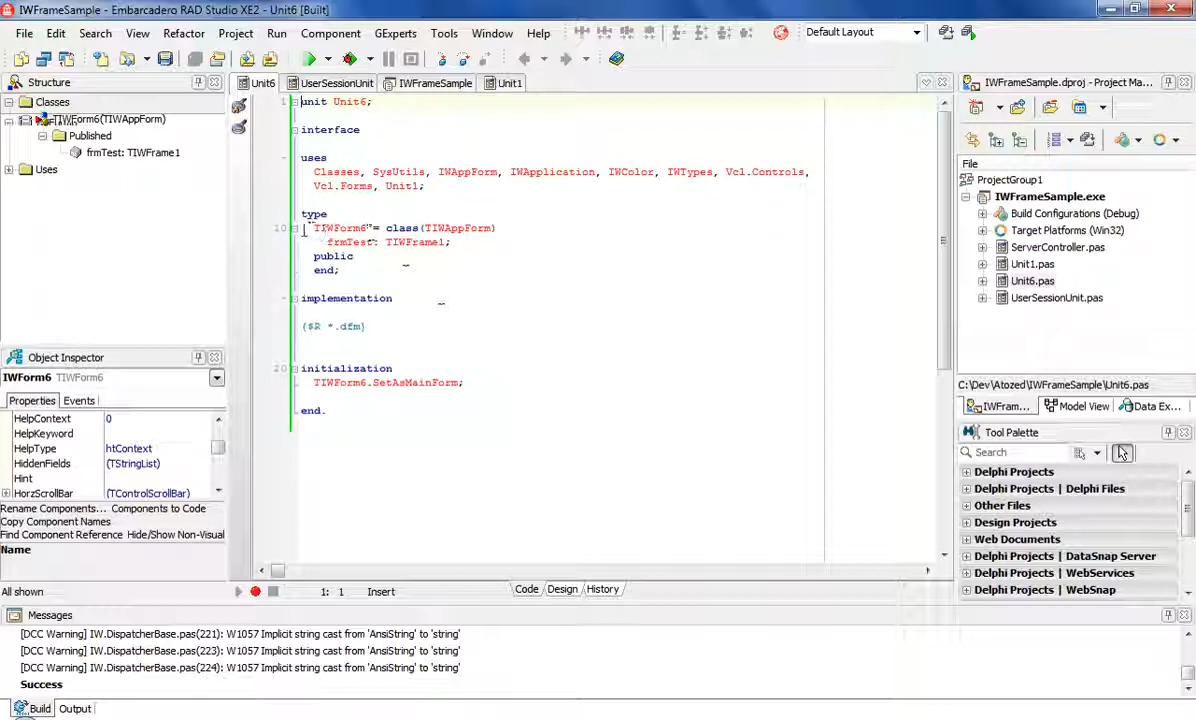 IWFrameSample - Embarcadero RAD Studio XE2 - Unit6 [Built]
File Edit Search View Refactor Project Run Component GExperts Tools Window Help Default Layout
Structure
Classes
TIWForm6(TIWAppForm)
Published
frmTest: TIWFrame1
Uses
Object Inspector
IWForm6 TIWForm6
Properties Events
HelpContext 0
HelpKeyword
HelpType htContext
HiddenFields (TStringList)
Hint
HorzScrollBar (TControlScrollBar)
Rename Components... Components to Code
Copy Component Names
Find Component Reference Hide/Show Non-Visual
Name
All shown
Unit6 UserSessionUnit IWFrameSample Unit1
1 unit Unit6;
interface
uses
Classes, SysUtils, IWAppForm, IWApplication, IWColor, IWTypes, Vcl.Controls,
Vcl.Forms, Unit1;
type
10 TIWForm6 = class(TIWAppForm)
frmTest: TIWFrame1;
public
end;
implementation
{$R *.dfm}
20 initialization
TIWForm6.SetAsMainForm;
end.
1: 1 Insert Code Design History
IWFrameSample.dproj - Project Ma...
File
ProjectGroup1
IWFrameSample.exe
Build Configurations (Debug)
Target Platforms (Win32)
ServerController.pas
Unit1.pas
Unit6.pas
UserSessionUnit.pas
C:\Dev\Atozed\IWFrameSample\Unit6.pas
IWFram... Model View Data Ex...
Tool Palette
Search
Delphi Projects
Delphi Projects | Delphi Files
Other Files
Design Projects
Web Documents
Delphi Projects | DataSnap Server
Delphi Projects | WebServices
Delphi Projects | WebSnap
Messages
[DCC Warning] IW.DispatcherBase.pas(221): W1057 Implicit string cast from 'AnsiString' to 'string'
[DCC Warning] IW.DispatcherBase.pas(223): W1057 Implicit string cast from 'AnsiString' to 'string'
[DCC Warning] IW.DispatcherBase.pas(224): W1057 Implicit string cast from 'AnsiString' to 'string'
Success
Build Output